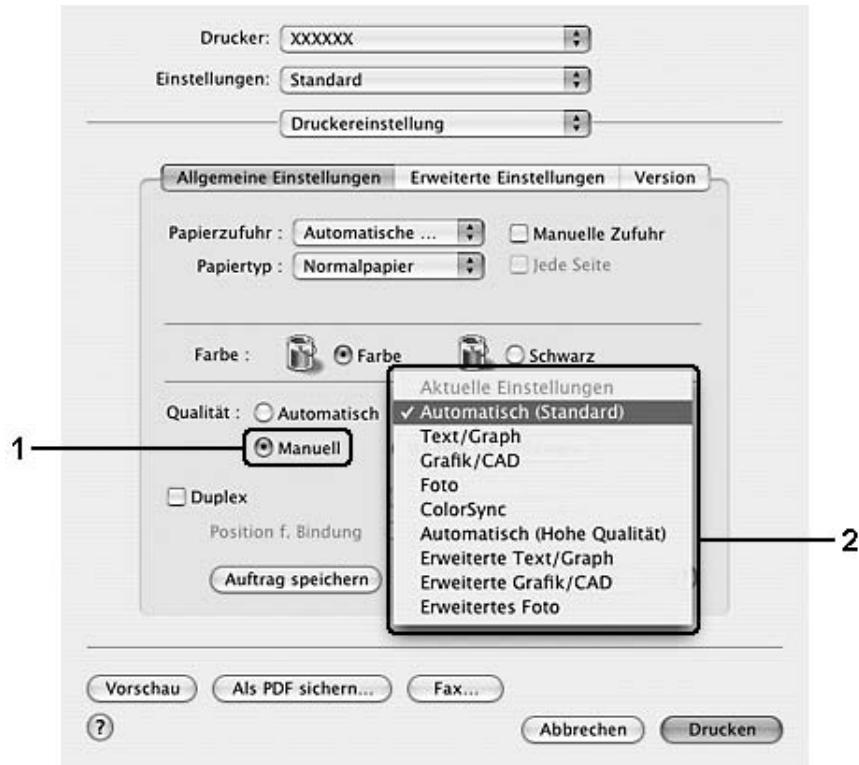 Drucker: XXXXXX
Einstellungen: Standard
Druckereinstellung
Allgemeine Einstellungen Erweiterte Einstellungen Version
Papierzufuhr : Automatische ... Manuelle Zufuhr
Papiertyp : Normalpapier Jede Seite
Farbe : Farbe Schwarz
Qualität : Automatisch
1 Manuell
Duplex
Position f. Bindung
Auftrag speichern
Aktuelle Einstellungen
✓ Automatisch (Standard)
Text/Graph
Grafik/CAD
Foto
ColorSync
Automatisch (Hohe Qualität)
Erweiterte Text/Graph
Erweiterte Grafik/CAD
Erweitertes Foto
2
Vorschau Als PDF sichern... Fax...
? Abbrechen Drucken